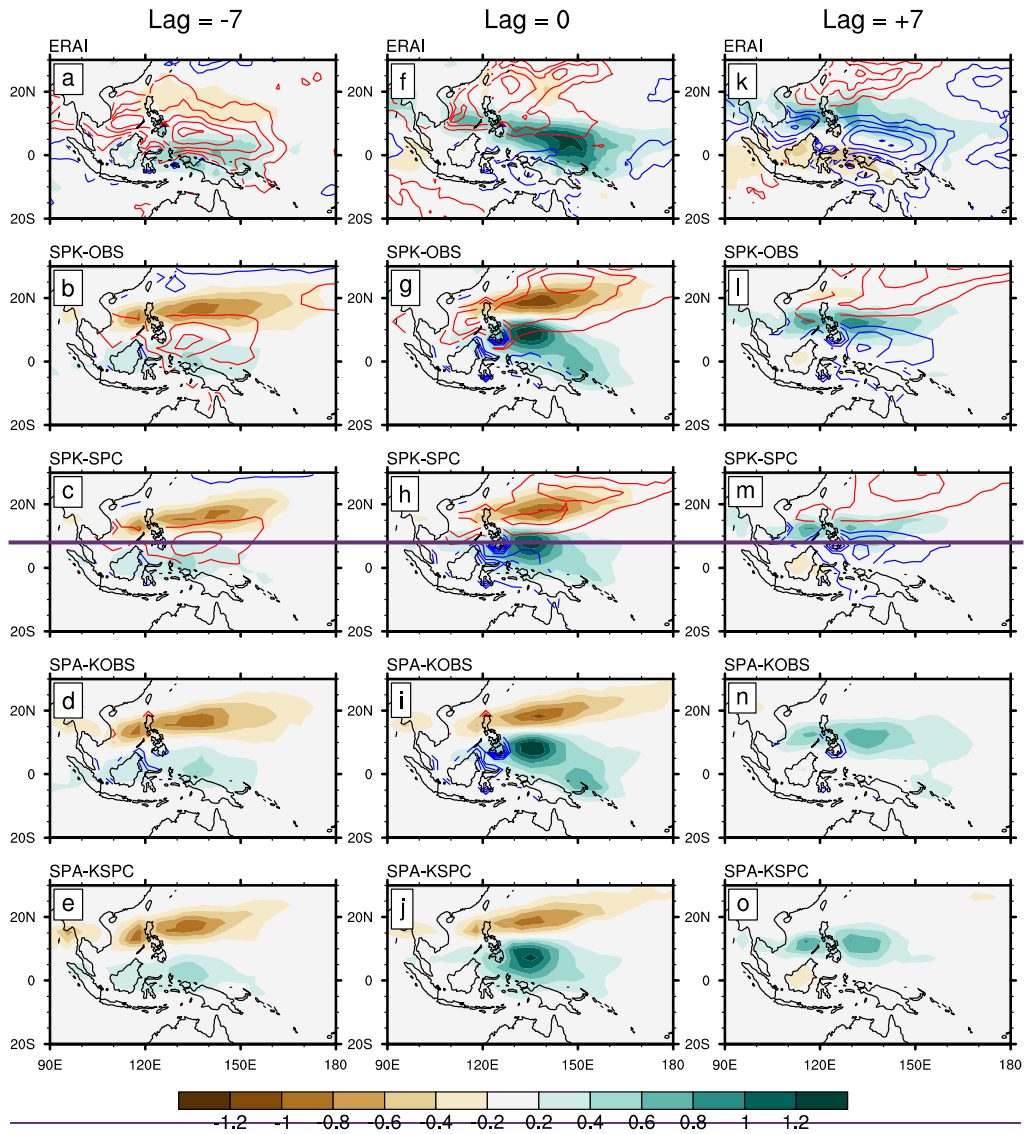 Lag = -7 Lag = 0 Lag = +7
ERAI ERAI ERAI
a f k
20N 20N 20N
0 0 0
20S 20S 20S
SPK-OBS SPK-OBS SPK-OBS
b g l
20N 20N 20N
0 0 0
20S 20S 20S
SPK-SPC SPK-SPC SPK-SPC
c h m
20N 20N 20N
0 0 0
20S 20S 20S
SPA-KOBS SPA-KOBS SPA-KOBS
d i n
20N 20N 20N
0 0 0
20S 20S 20S
SPA-KSPC SPA-KSPC SPA-KSPC
e j o
20N 20N 20N
0 0 0
20S 20S 20S
90E 120E 150E 180 90E 120E 150E 180 90E 120E 150E 180
-1.2 -1 -0.8 -0.6 -0.4 -0.2 0.2 0.4 0.6 0.8 1 1.2